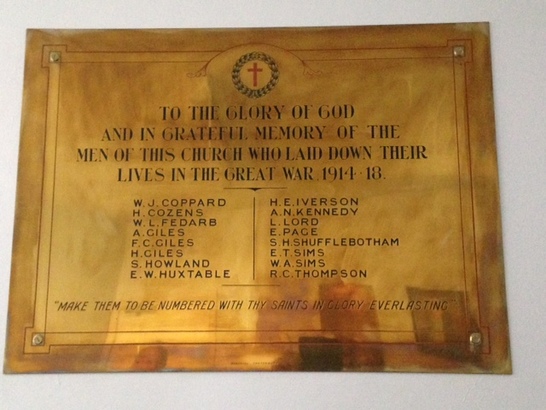 TO THE GLORY OF GOD
AND IN GRATEFUL MEMORY OF THE
MEN OF THIS CHURCH WHO LAID DOWN THEIR
LIVES IN THE GREAT WAR 1914-18.
W. J. COPPARD
H. COZENS
W. L. FEDARB
A. GILES
F. C. GILES
H. GILES
S. HOWLAND
E. W. HUXTABLE
H. E. IVERSON
A. N. KENNEDY
L. LORD
E. PAGE
S. H. SHUFFLEBOTHAM
E. T. SIMS
W. A. SIMS
R. C. THOMPSON
"MAKE THEM TO BE NUMBERED WITH THY SAINTS IN GLORY EVERLASTING"